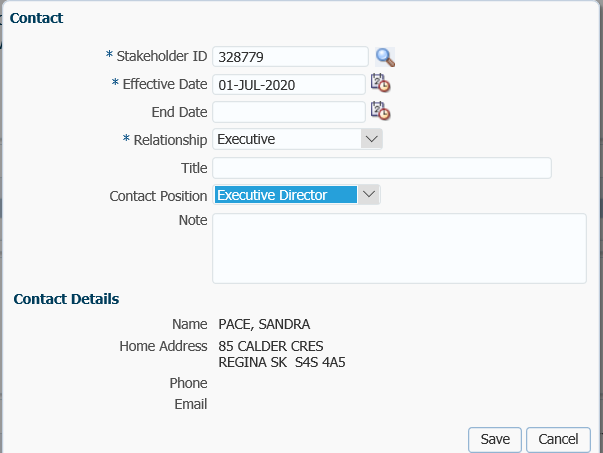 Contact
* Stakeholder ID 328779
* Effective Date 01-JUL-2020
End Date
* Relationship Executive
Title
Contact Position Executive Director
Note
Contact Details
Name PACE, SANDRA
Home Address 85 CALDER CRES
REGINA SK S4S 4A5
Phone
Email
Save Cancel